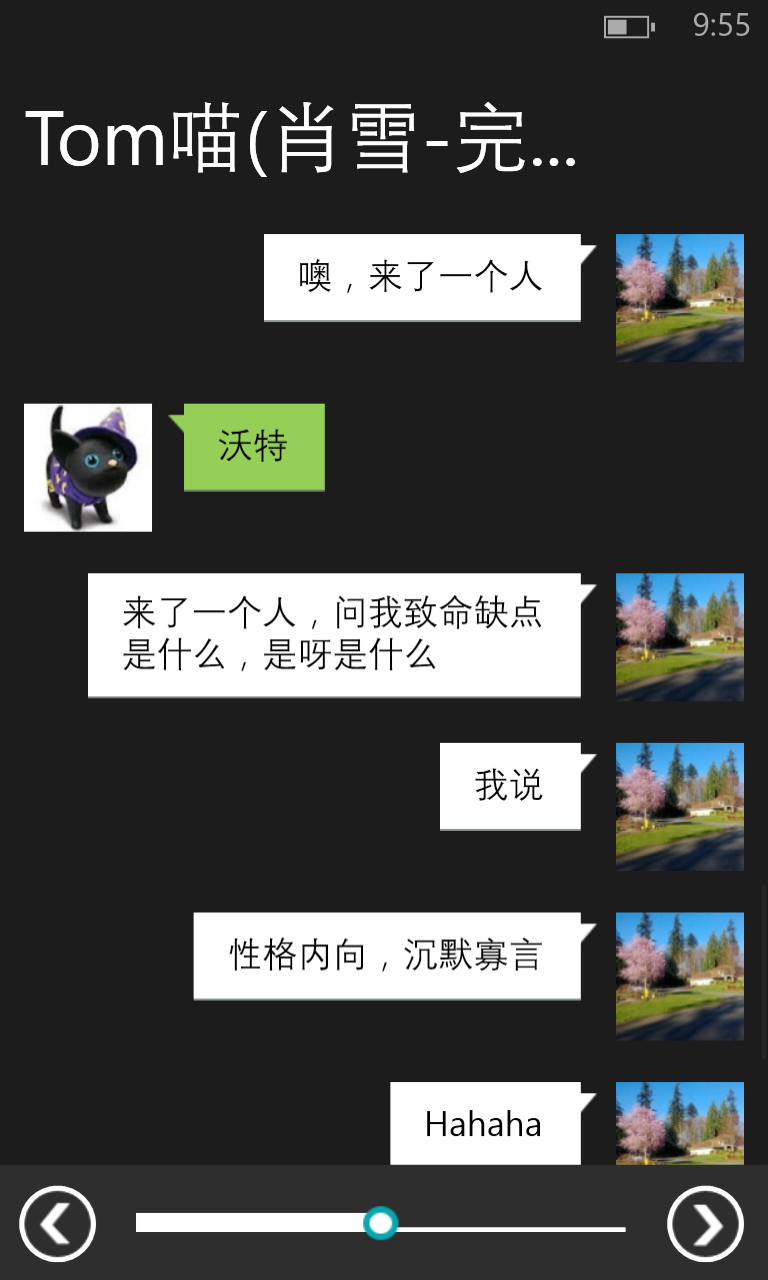 9:55
Tom喵(肖雪-完...
噢，来了一个人
沃特
来了一个人，问我致命缺点
是什么，是呀是什么
我说
性格内向，沉默寡言
Hahaha